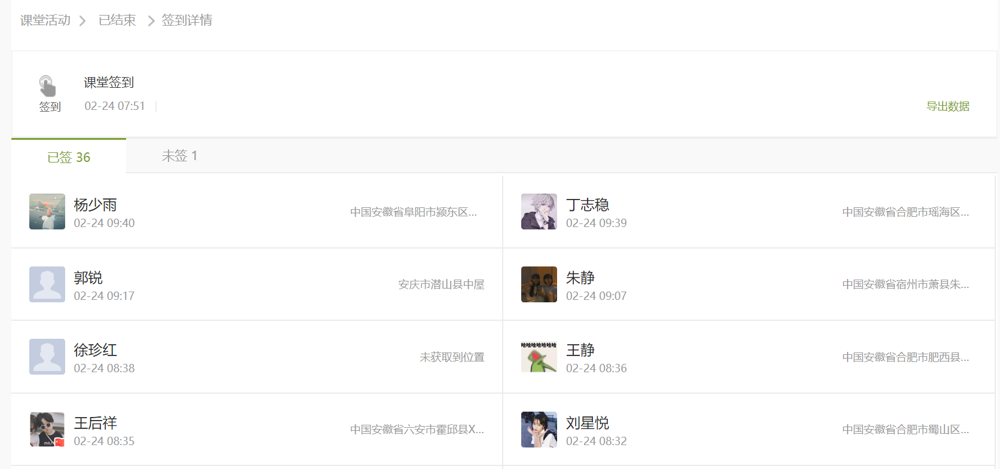 课堂活动 已结束 签到详情
课堂签到
签到 02-24 07:51 导出数据
已签 36 未签 1
杨少雨
02-24 09:40
中国安徽省阜阳市颍东区...
丁志稳
02-24 09:39
中国安徽省合肥市瑶海区...
郭锐
02-24 09:17
安庆市潜山县中屋
朱静
02-24 09:07
中国安徽省宿州市萧县朱...
徐珍红
02-24 08:38
未获取到位置
哈哈哈哈哈哈哈
王静
02-24 08:36
中国安徽省合肥市肥西县...
王后祥
02-24 08:35
中国安徽省六安市霍邱县X...
刘星悦
02-24 08:32
中国安徽省合肥市蜀山区...